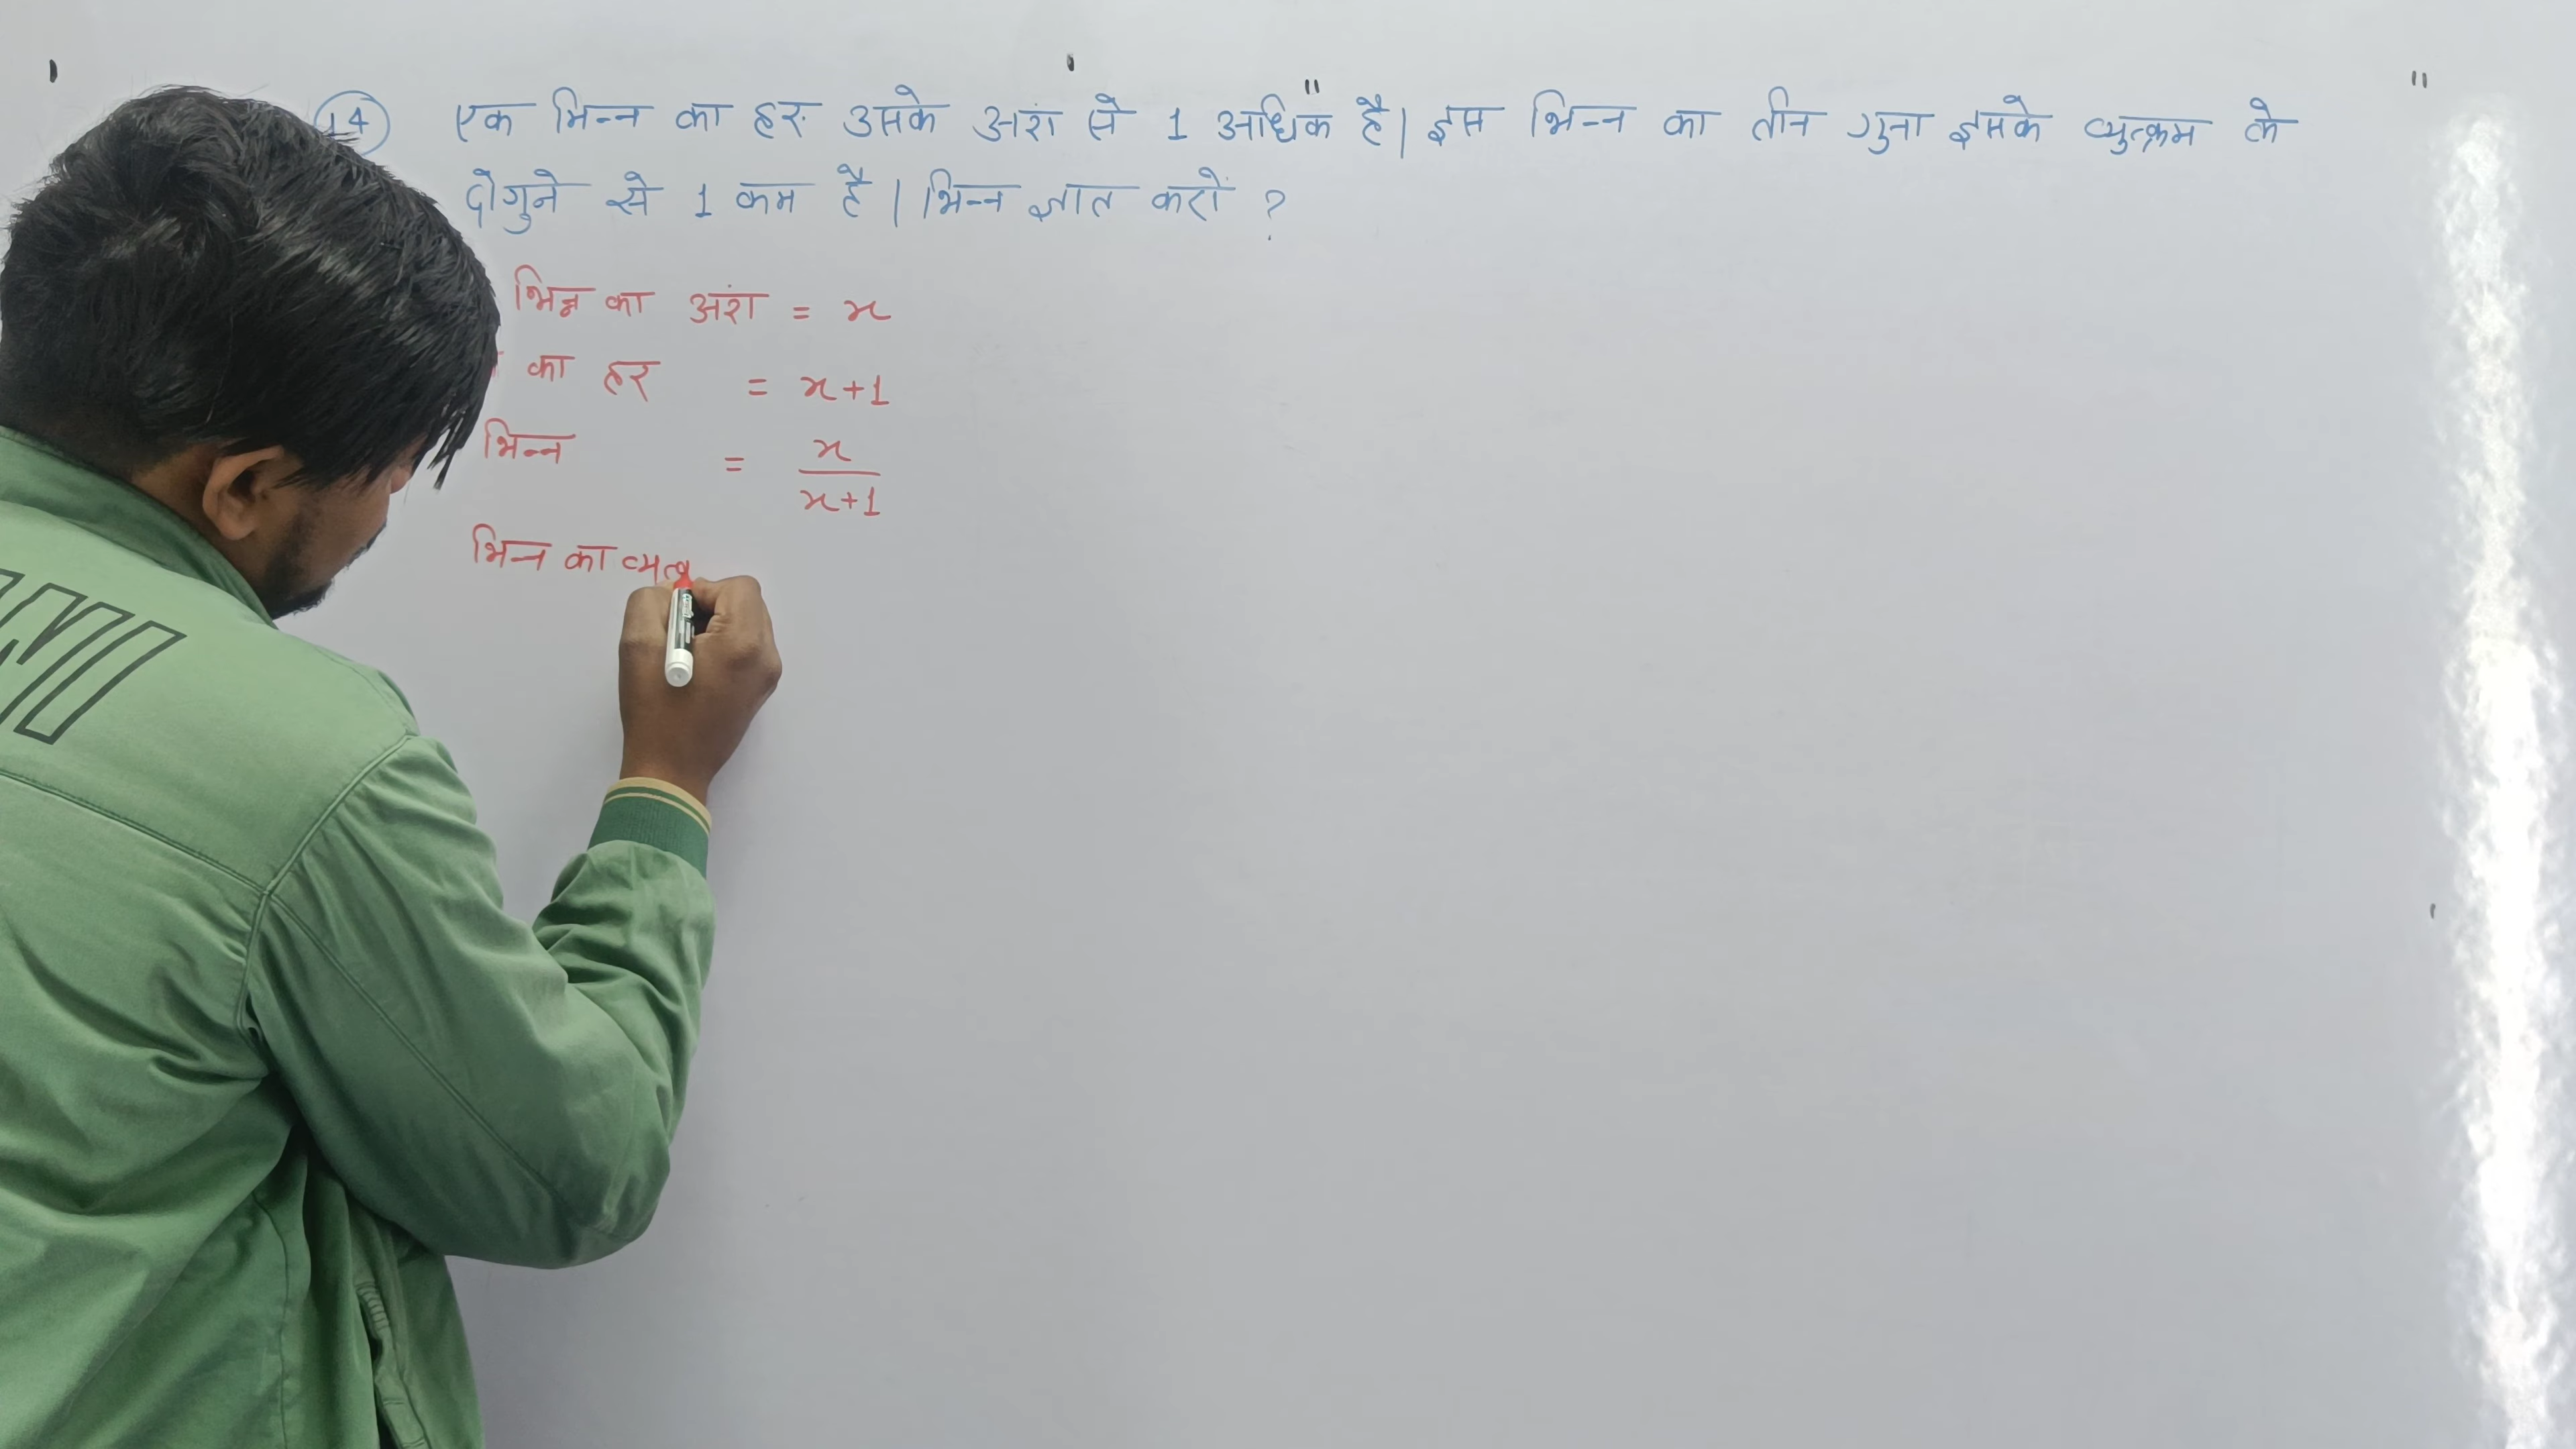 14 एक भिन्न का हर उसके अंश से 1 अधिक है। इस भिन्न का तीन गुना इसके व्युत्क्रम के
दोगुने से 1 कम है। भिन्न ज्ञात करों ?
भिन्न का अंश = x
का हर = x+1
भिन्न = x/(x+1)
भिन्न का